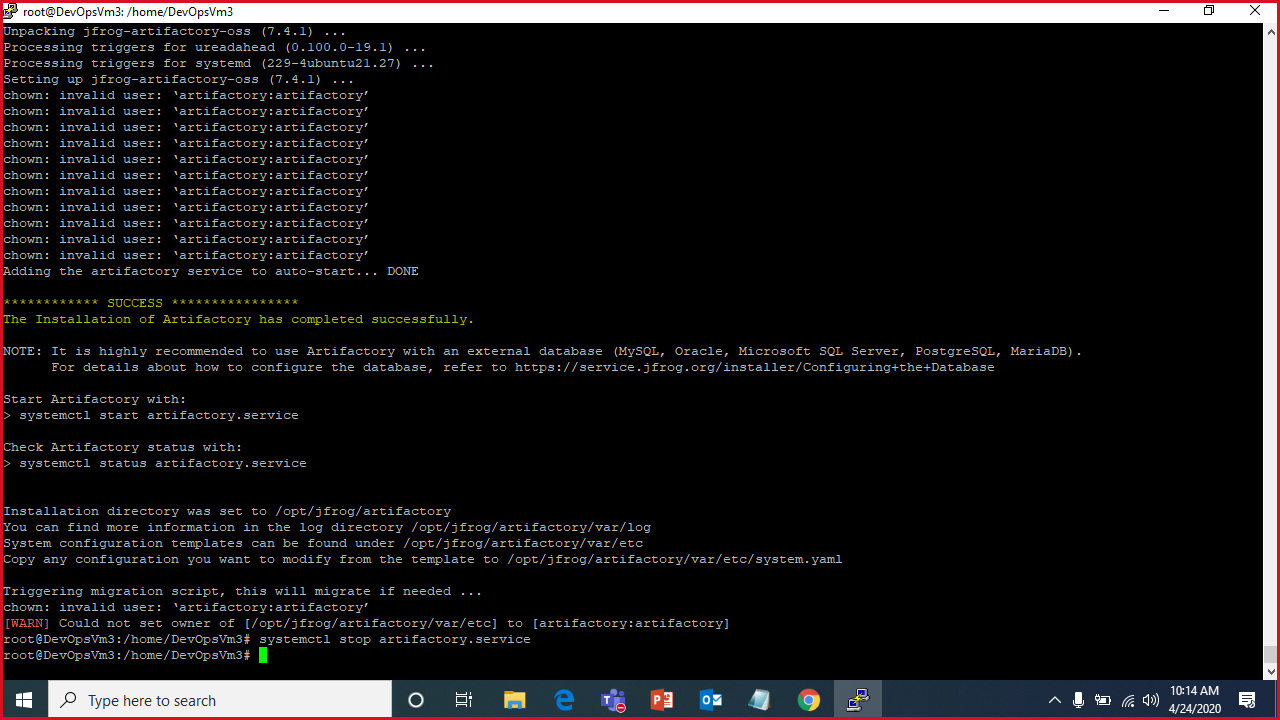 root@DevOpsVm3: /home/DevOpsVm3
Unpacking jfrog-artifactory-oss (7.4.1) ...
Processing triggers for ureadahead (0.100.0-19.1) ...
Processing triggers for systemd (229-4ubuntu21.27) ...
Setting up jfrog-artifactory-oss (7.4.1) ...
chown: invalid user: ‘artifactory:artifactory’
chown: invalid user: ‘artifactory:artifactory’
chown: invalid user: ‘artifactory:artifactory’
chown: invalid user: ‘artifactory:artifactory’
chown: invalid user: ‘artifactory:artifactory’
chown: invalid user: ‘artifactory:artifactory’
chown: invalid user: ‘artifactory:artifactory’
chown: invalid user: ‘artifactory:artifactory’
chown: invalid user: ‘artifactory:artifactory’
chown: invalid user: ‘artifactory:artifactory’
chown: invalid user: ‘artifactory:artifactory’
Adding the artifactory service to auto-start... DONE
************ SUCCESS ****************
The Installation of Artifactory has completed successfully.
NOTE: It is highly recommended to use Artifactory with an external database (MySQL, Oracle, Microsoft SQL Server, PostgreSQL, MariaDB).
For details about how to configure the database, refer to https://service.jfrog.org/installer/Configuring+the+Database
Start Artifactory with:
> systemctl start artifactory.service
Check Artifactory status with:
> systemctl status artifactory.service
Installation directory was set to /opt/jfrog/artifactory
You can find more information in the log directory /opt/jfrog/artifactory/var/log
System configuration templates can be found under /opt/jfrog/artifactory/var/etc
Copy any configuration you want to modify from the template to /opt/jfrog/artifactory/var/etc/system.yaml
Triggering migration script, this will migrate if needed ...
chown: invalid user: ‘artifactory:artifactory’
[WARN] Could not set owner of [/opt/jfrog/artifactory/var/etc] to [artifactory:artifactory]
root@DevOpsVm3:/home/DevOpsVm3# systemctl stop artifactory.service
root@DevOpsVm3:/home/DevOpsVm3#
Type here to search
10:14 AM
4/24/2020